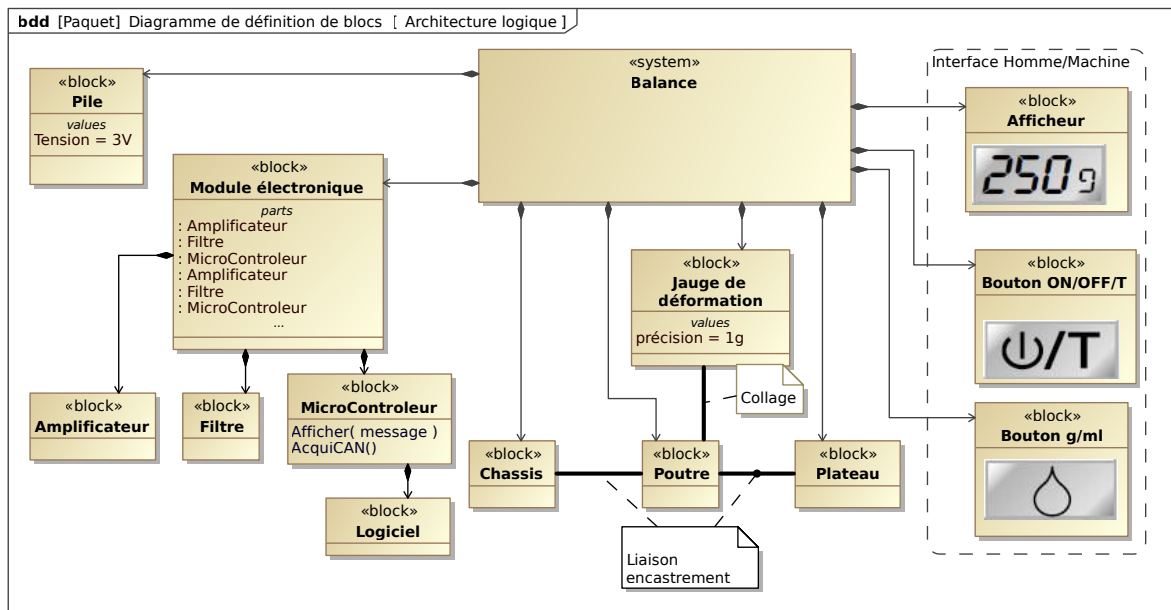 bdd [Paquet] Diagramme de définition de blocs [ Architecture logique ]
«system»
Balance
«block»
Pile
values
Tension = 3V
«block»
Module électronique
parts
: Amplificateur
: Filtre
: MicroControleur
: Amplificateur
: Filtre
: MicroControleur
...
«block»
Amplificateur
«block»
Filtre
«block»
MicroControleur
Afficher( message )
AcquiCAN()
«block»
Logiciel
«block»
Jauge de
déformation
values
précision = 1g
Collage
«block»
Chassis
«block»
Poutre
«block»
Plateau
Liaison
encastrement
Interface Homme/Machine
«block»
Afficheur
250g
«block»
Bouton ON/OFF/T
/T
«block»
Bouton g/ml